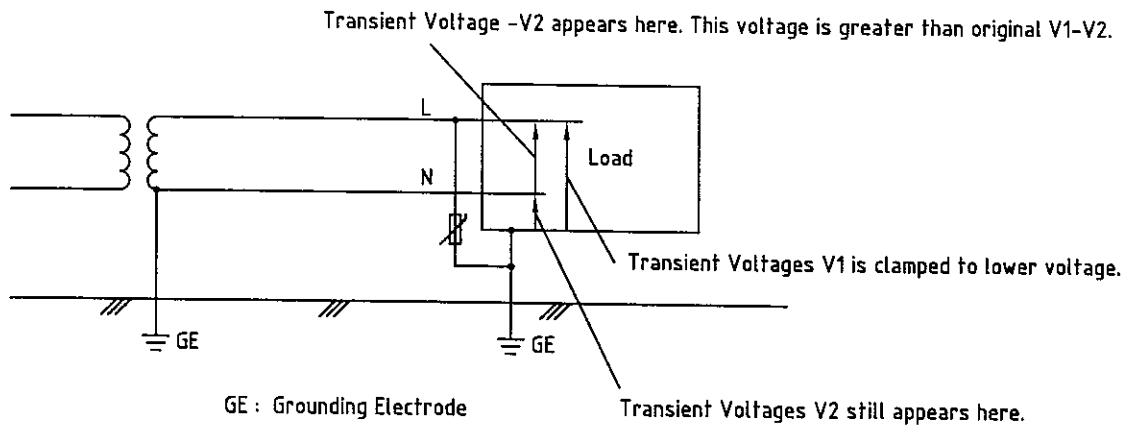 Transient Voltage -V2 appears here. This voltage is greater than original V1-V2.
L
Load
N
Transient Voltages V1 is clamped to lower voltage.
GE
GE
GE : Grounding Electrode
Transient Voltages V2 still appears here.